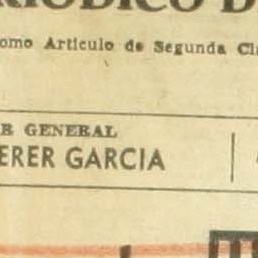 RIODICO D
omo Articulo de Segunda Cl
R GENERAL
ERER GARCIA